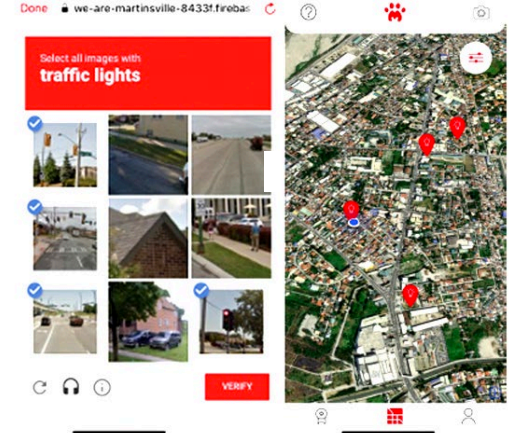 Done
we-are-martinsville-8433f.firebas
Select all images with
traffic lights
VERIFY